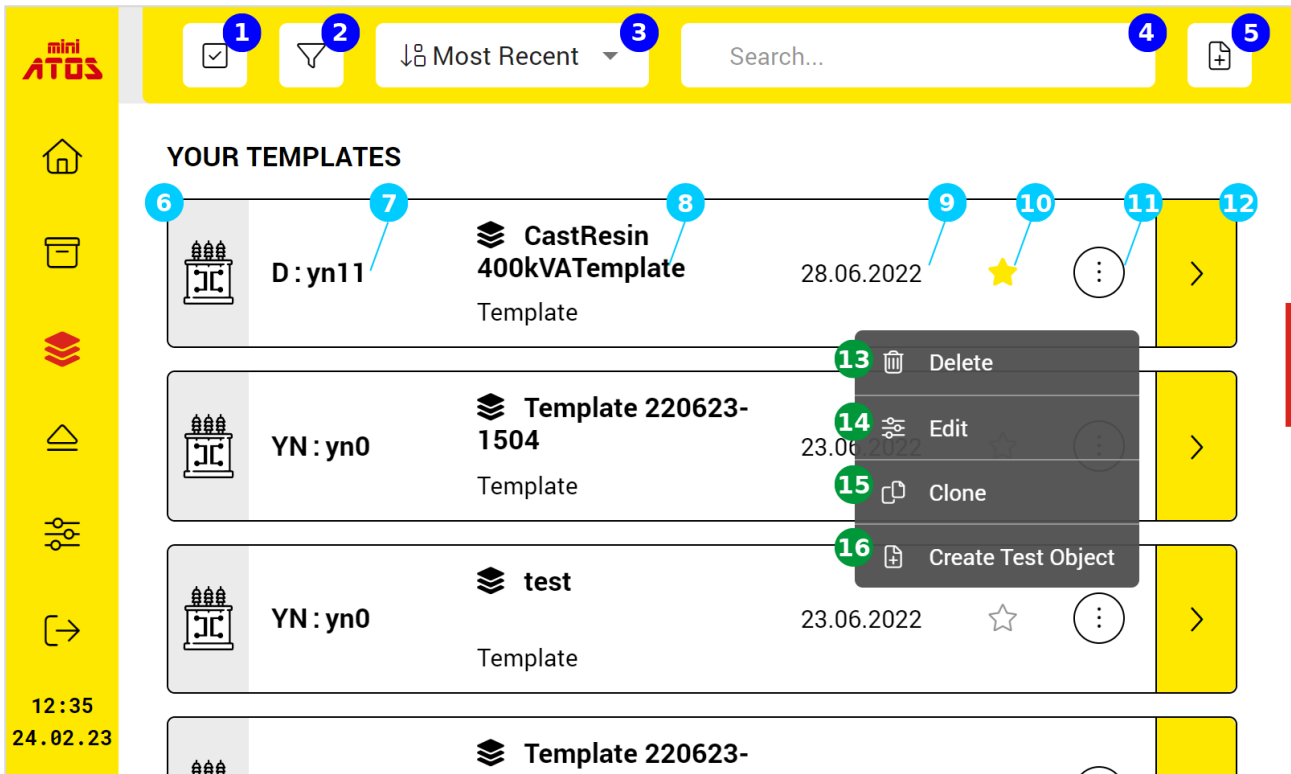 mini
ATOS
1
2
3
4
5
Most Recent
Search...
YOUR TEMPLATES
6
7
8
9
10
11
12
CastResin
D : yn11
400kVATemplate
28.06.2022
Template
13
Delete
Template 220623-
14
Edit
YN : yn0
1504
23.06.2022
Template
15
Clone
16
Create Test Object
test
YN : yn0
23.06.2022
Template
12:35
24.02.23
Template 220623-